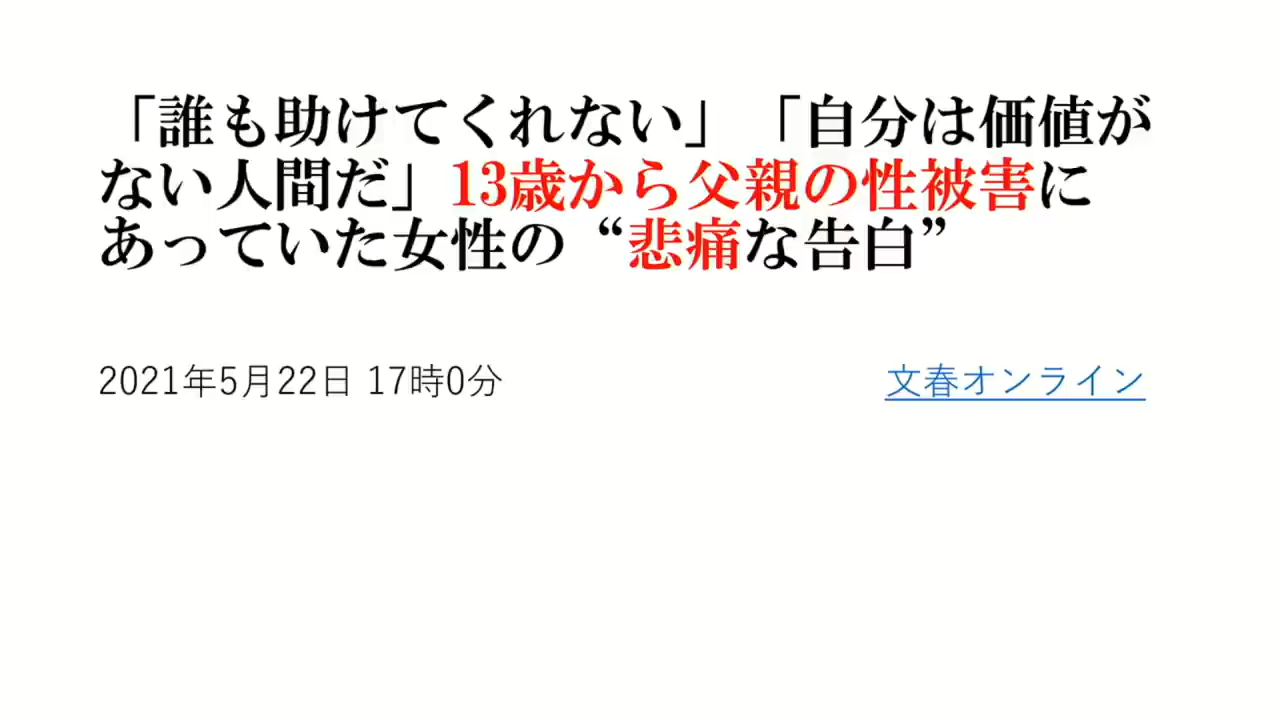 「誰も助けてくれない」「自分は価値が
ない人間だ」13歳から父親の性被害に
あっていた女性の“悲痛な告白”
2021年5月22日 17時0分
文春オンライン